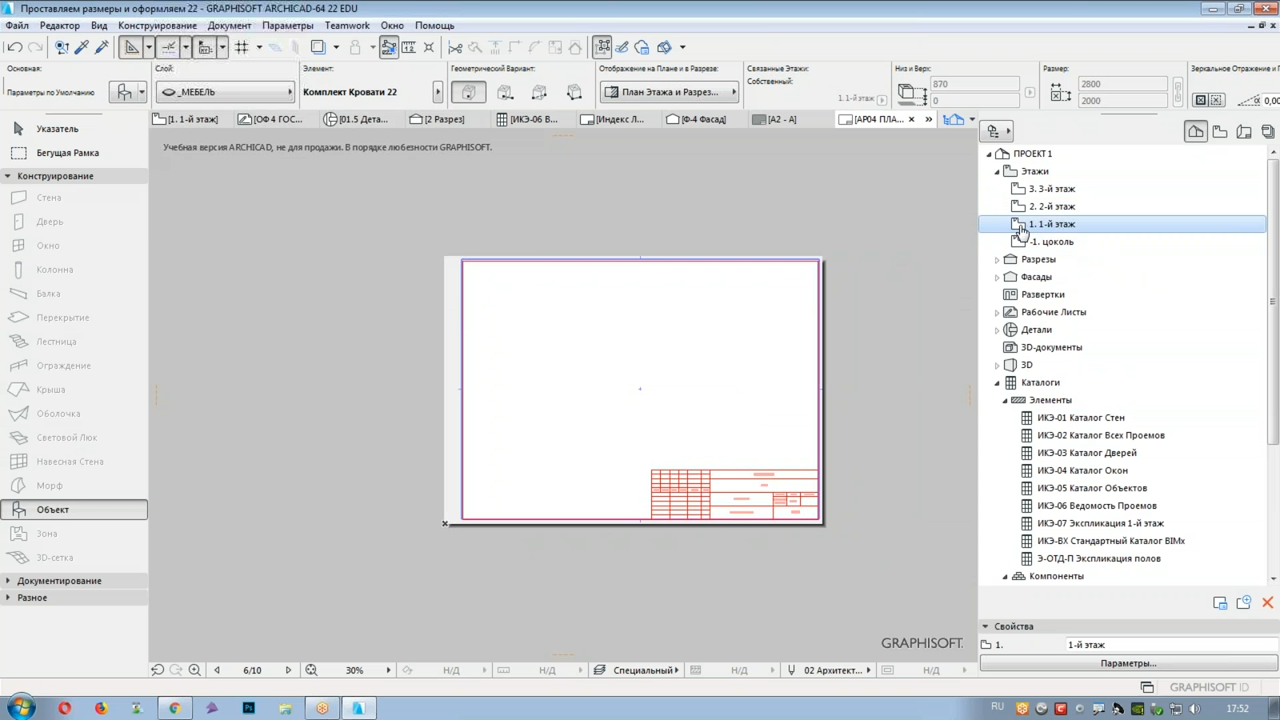 Проставляем размеры и оформляем 22 - GRAPHISOFT ARCHICAD-64 22 EDU
Файл Редактор Вид Конструирование Документ Параметры Teamwork Окно Помощь
Основная: Слой: Элемент: Геометрический Вариант: Отображение на Плане и в Разрезе: Связанные Этажи: Низ и Верх: Размер: Зеркальное Отражение и
Параметры по Умолчанию _МЕБЕЛЬ Комплект Кровати 22 План Этажа и Разрез... Собственный: 1. 1-й этаж 870 0 2800 2000 0,00
[1. 1-й этаж] [ОФ4 ГОС... [01.5 Дета... [2 Разрез] [ИКЭ-06 В... [Индекс Л... [Ф-4 Фасад] [A2 - A] [АР04 ПЛА...
Учебная версия ARCHICAD, не для продажи. В порядке любезности GRAPHISOFT.
Указатель
Бегущая Рамка
Конструирование
Стена
Дверь
Окно
Колонна
Балка
Перекрытие
Лестница
Ограждение
Крыша
Оболочка
Световой Люк
Навесная Стена
Морф
Объект
Зона
3D-сетка
Документирование
Разное
ПРОЕКТ1
Этажи
3. 3-й этаж
2. 2-й этаж
1. 1-й этаж
-1. цоколь
Разрезы
Фасады
Развертки
Рабочие Листы
Детали
3D-документы
3D
Каталоги
Элементы
ИКЭ-01 Каталог Стен
ИКЭ-02 Каталог Всех Проемов
ИКЭ-03 Каталог Дверей
ИКЭ-04 Каталог Окон
ИКЭ-05 Каталог Объектов
ИКЭ-06 Ведомость Проемов
ИКЭ-07 Экспликация 1-й этаж
ИКЭ-ВХ Стандартный Каталог BIMx
Э-ОТД-П Экспликация полов
Компоненты
Свойства
1. 1-й этаж
Параметры...
GRAPHISOFT.
6/10 30% Н/Д Н/Д Специальный Н/Д 02 Архитект... Н/Д
GRAPHISOFT ID
RU 17:52